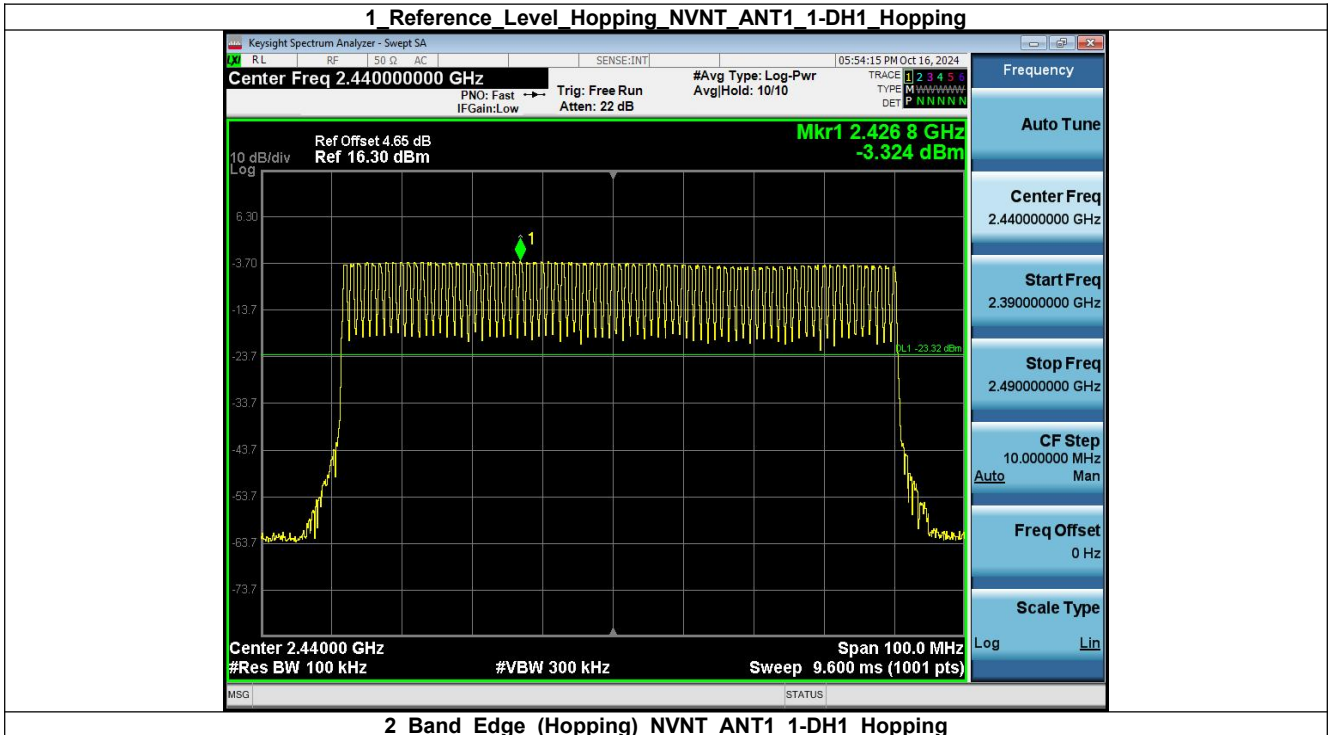 1_Reference_Level_Hopping_NVNT_ANT1_1-DH1_Hopping
Keysight Spectrum Analyzer - Swept SA
LXI RL RF 50 Ω AC SENSE:INT 05:54:15 PM Oct 16, 2024
Center Freq 2.440000000 GHz
PNO: Fast
IFGain:Low
Trig: Free Run
Atten: 22 dB
#Avg Type: Log-Pwr
Avg|Hold: 10/10
TRACE 1 2 3 4 5 6
TYPE M WWWWW
DET P N N N N N
Ref Offset 4.65 dB
10 dB/div Ref 16.30 dBm
Log
Mkr1 2.426 8 GHz
-3.324 dBm
6.30
-3.70
-13.7
-23.7
-33.7
-43.7
-53.7
-63.7
-73.7
1
DL1 -23.32 dBm
Center 2.44000 GHz Span 100.0 MHz
#Res BW 100 kHz #VBW 300 kHz Sweep 9.600 ms (1001 pts)
MSG STATUS
Frequency
Auto Tune
Center Freq
2.440000000 GHz
Start Freq
2.390000000 GHz
Stop Freq
2.490000000 GHz
CF Step
10.000000 MHz
Auto Man
Freq Offset
0 Hz
Scale Type
Log Lin
2_Band_Edge_(Hopping)_NVNT_ANT1_1-DH1_Hopping